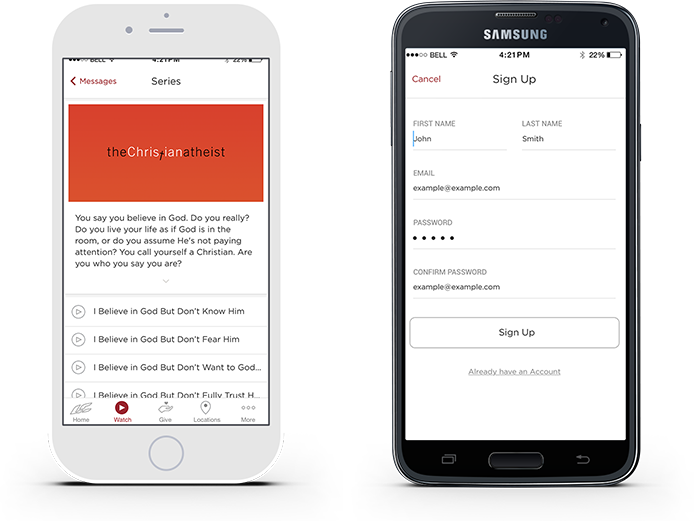 BELL 4:21PM 22%
Messages Series
theChristianatheist
You say you believe in God. Do you really?
Do you live your life as if God is in the
room, or do you assume He's not paying
attention? You call yourself a Christian. Are
you who you say you are?
I Believe in God But Don't Know Him
I Believe in God But Don't Fear Him
I Believe in God But Don't Want to God...
I Believe in God But Don't Fully Trust H...
Home Watch Give Locations More
SAMSUNG
BELL 4:21PM 22%
Cancel Sign Up
FIRST NAME LAST NAME
John Smith
EMAIL
example@example.com
PASSWORD
CONFIRM PASSWORD
example@example.com
Sign Up
Already have an Account